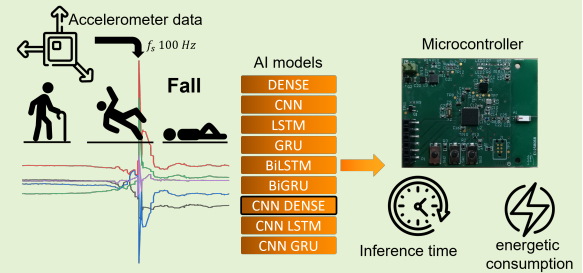 Accelerometer data
fs 100 Hz
Fall
AI models
DENSE
CNN
LSTM
GRU
BiLSTM
BiGRU
CNN DENSE
CNN LSTM
CNN GRU
Microcontroller
Inference time
energetic
consumption